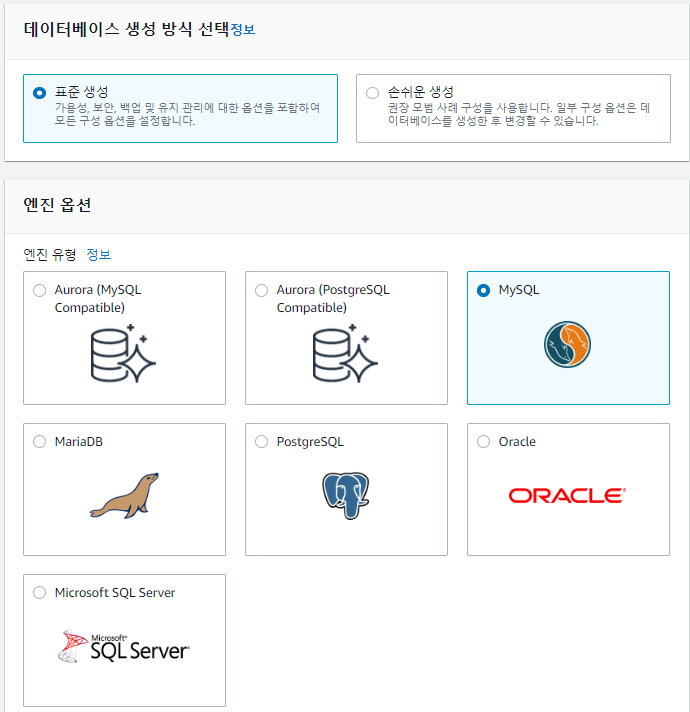 데이터베이스 생성 방식 선택정보
표준 생성
가용성, 보안, 백업 및 유지 관리에 대한 옵션을 포함하여
모든 구성 옵션을 설정합니다.
손쉬운 생성
권장 모범 사례 구성을 사용합니다. 일부 구성 옵션은 데
이터베이스를 생성한 후 변경할 수 있습니다.
엔진 옵션
엔진 유형 정보
Aurora (MySQL
Compatible)
Aurora (PostgreSQL
Compatible)
MySQL
MariaDB
PostgreSQL
Oracle
ORACLE®
Microsoft SQL Server
Microsoft®
SQL Server®